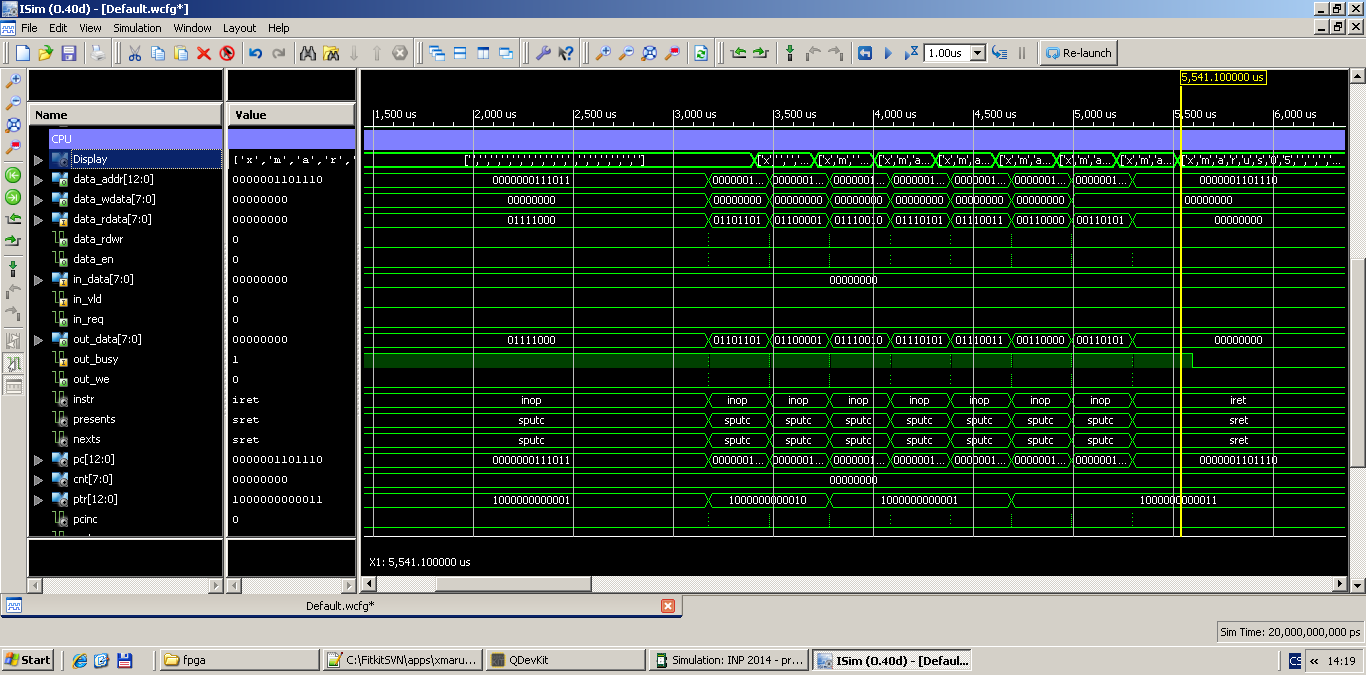 ISim (0.40d) - [Default.wcfg*]
File Edit View Simulation Window Layout Help
1.00us Re-launch
5,541.100000 us
Name Value
1,500 us 2,000 us 2,500 us 3,000 us 3,500 us 4,000 us 4,500 us 5,000 us 5,500 us 6,000 us
CPU
Display
data_addr[12:0] 0000001101110 0000000111011 0000001... 0000001... 0000001... 0000001... 0000001... 0000001... 0000001... 0000001101110
data_wdata[7:0] 00000000 00000000 00000000 00000000 00000000 00000000 00000000 00000000 00000000
data_rdata[7:0] 00000000 01111000 01101101 01100001 01110010 01110101 01110011 00110000 00110101 00000000
data_rdwr 0
data_en 0
in_data[7:0] 00000000 00000000
in_vld 0
in_req 0
out_data[7:0] 00000000 01111000 01101101 01100001 01110010 01110101 01110011 00110000 00110101 00000000
out_busy 1
out_we 0
instr iret inop inop inop inop inop inop inop inop iret
presents sret sputc sputc sputc sputc sputc sputc sputc sputc sret
nexts sret sputc sputc sputc sputc sputc sputc sputc sputc sret
pc[12:0] 0000001101110 0000000111011 0000001... 0000001... 0000001... 0000001... 0000001... 0000001... 0000001... 0000001101110
cnt[7:0] 00000000 00000000
ptr[12:0] 1000000000011 1000000000001 1000000000010 1000000000001 1000000000011
pcinc 0
X1: 5,541.100000 us
Default.wcfg*
Sim Time: 20,000,000,000 ps
Start fpga C:\FitkitSVN\apps\xmaru... QDevKit Simulation: INP 2014 - pr... ISim (0.40d) - [Defaul... CS « 14:19